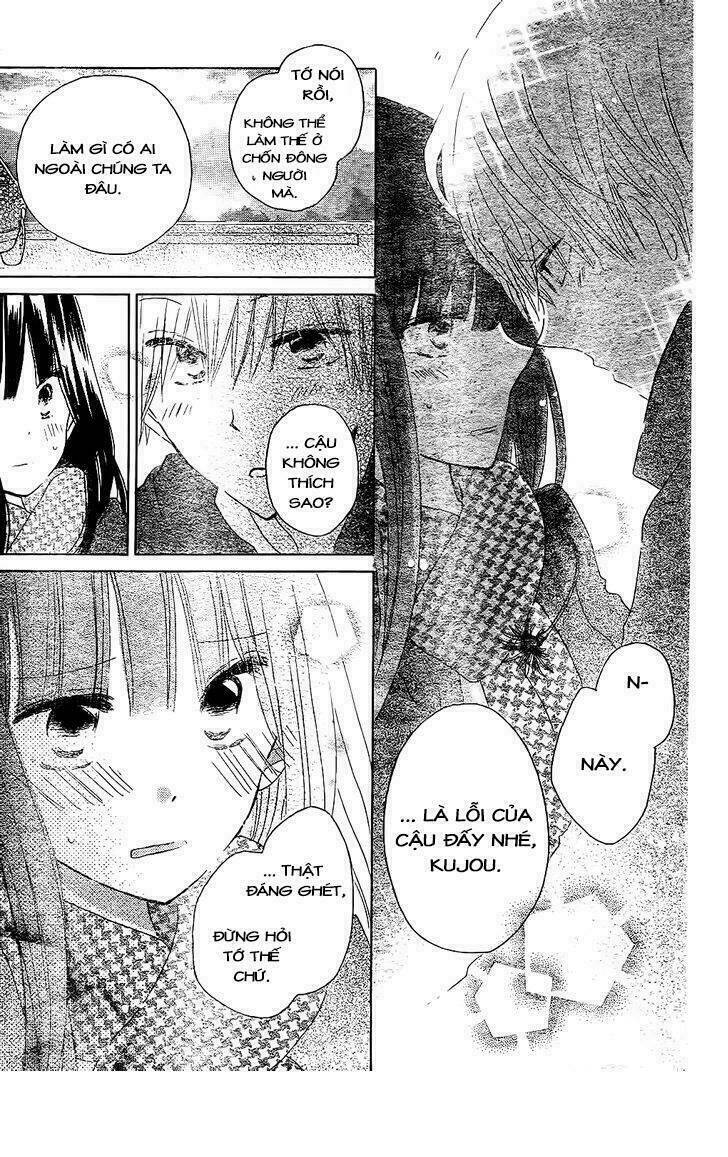 N-
NÀY.
... LÀ LỖI CỦA
CẬU ĐẤY NHÉ,
KUJOU.
TỚ NÓI
RỒI,
KHÔNG THỂ
LÀM THẾ Ở
CHỐN ĐÔNG
NGƯỜI
MÀ.
LÀM GÌ CÓ AI
NGOÀI CHÚNG TA
ĐÂU.
... CẬU
KHÔNG
THÍCH
SAO?
... THẬT
ĐÁNG GHÉT,
ĐỪNG HỎI
TỚ THẾ
CHỨ.